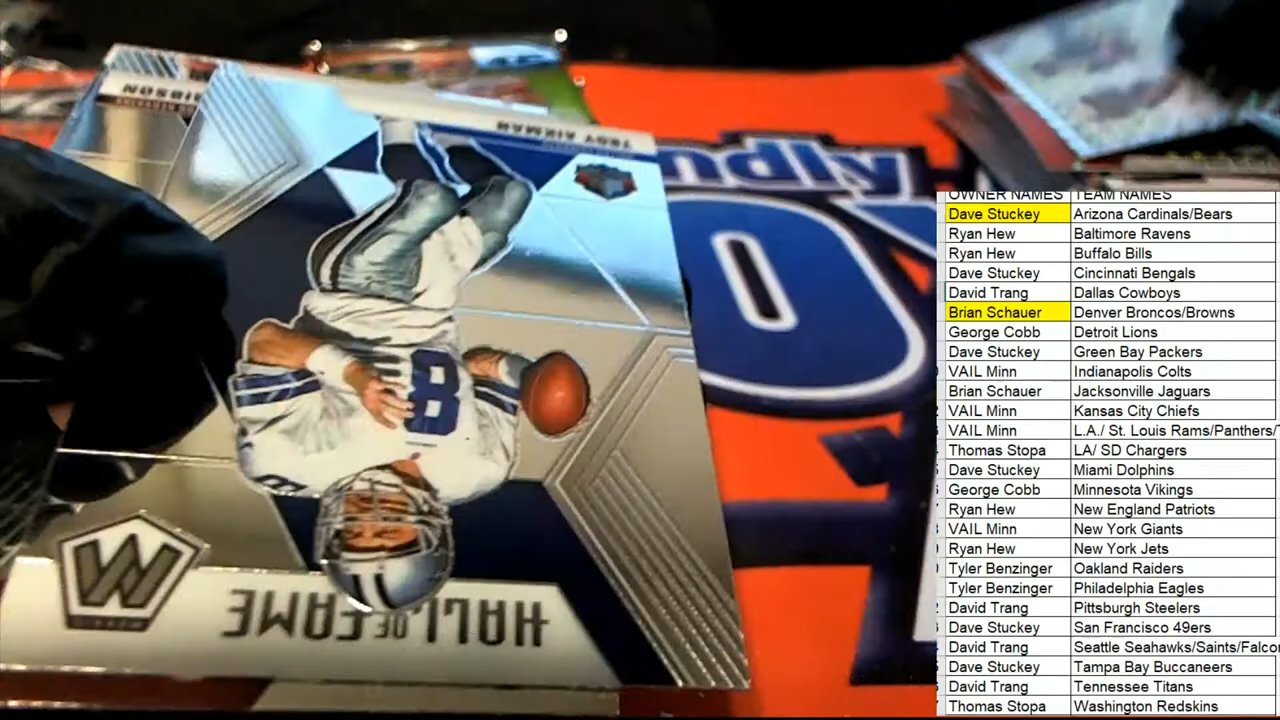 IBSON
TROY AIKMAN
8
8
HALL OF FAME
ndly
OWNER NAMES TEAM NAMES
Dave Stuckey Arizona Cardinals/Bears
Ryan Hew Baltimore Ravens
Ryan Hew Buffalo Bills
Dave Stuckey Cincinnati Bengals
David Trang Dallas Cowboys
Brian Schauer Denver Broncos/Browns
George Cobb Detroit Lions
Dave Stuckey Green Bay Packers
VAIL Minn Indianapolis Colts
Brian Schauer Jacksonville Jaguars
VAIL Minn Kansas City Chiefs
VAIL Minn L.A./ St. Louis Rams/Panthers/
Thomas Stopa LA/ SD Chargers
Dave Stuckey Miami Dolphins
George Cobb Minnesota Vikings
Ryan Hew New England Patriots
VAIL Minn New York Giants
Ryan Hew New York Jets
Tyler Benzinger Oakland Raiders
Tyler Benzinger Philadelphia Eagles
David Trang Pittsburgh Steelers
Dave Stuckey San Francisco 49ers
David Trang Seattle Seahawks/Saints/Falco
Dave Stuckey Tampa Bay Buccaneers
David Trang Tennessee Titans
Thomas Stopa Washington Redskins